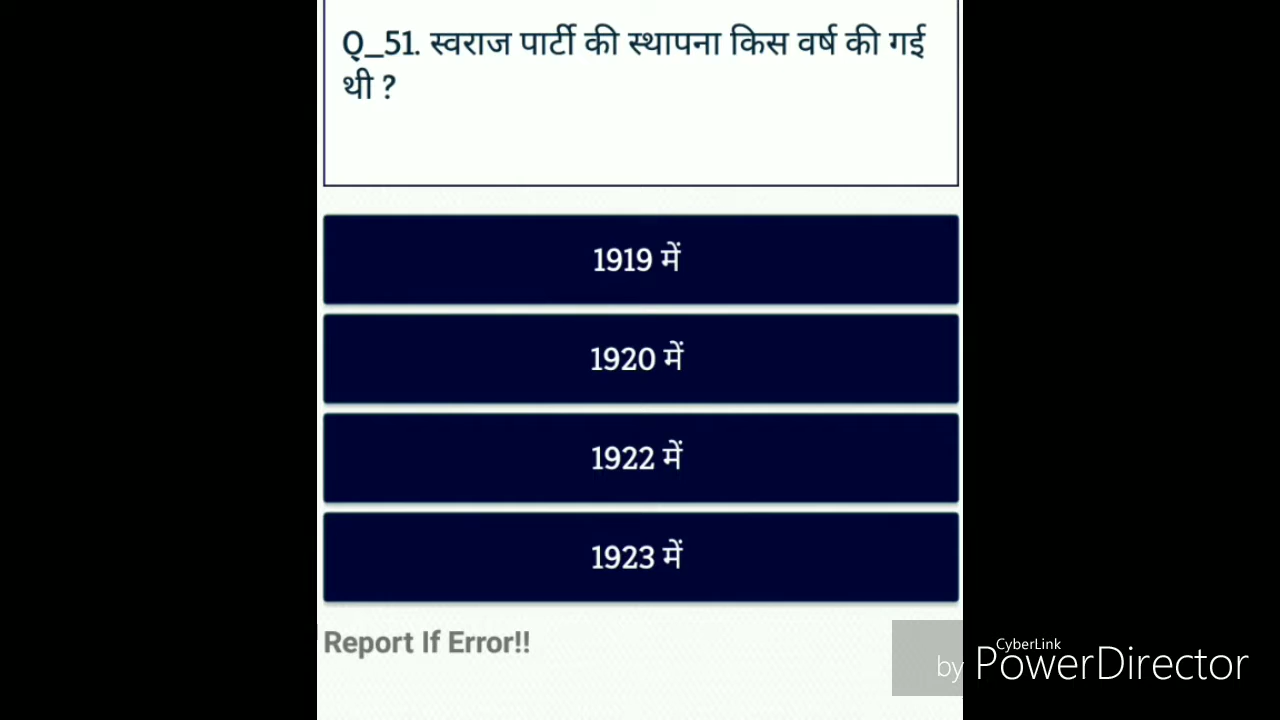 Q_51. स्वराज पार्टी की स्थापना किस वर्ष की गई
थी ?
1919 में
1920 में
1922 में
1923 में
Report If Error!!
CyberLink
by PowerDirector